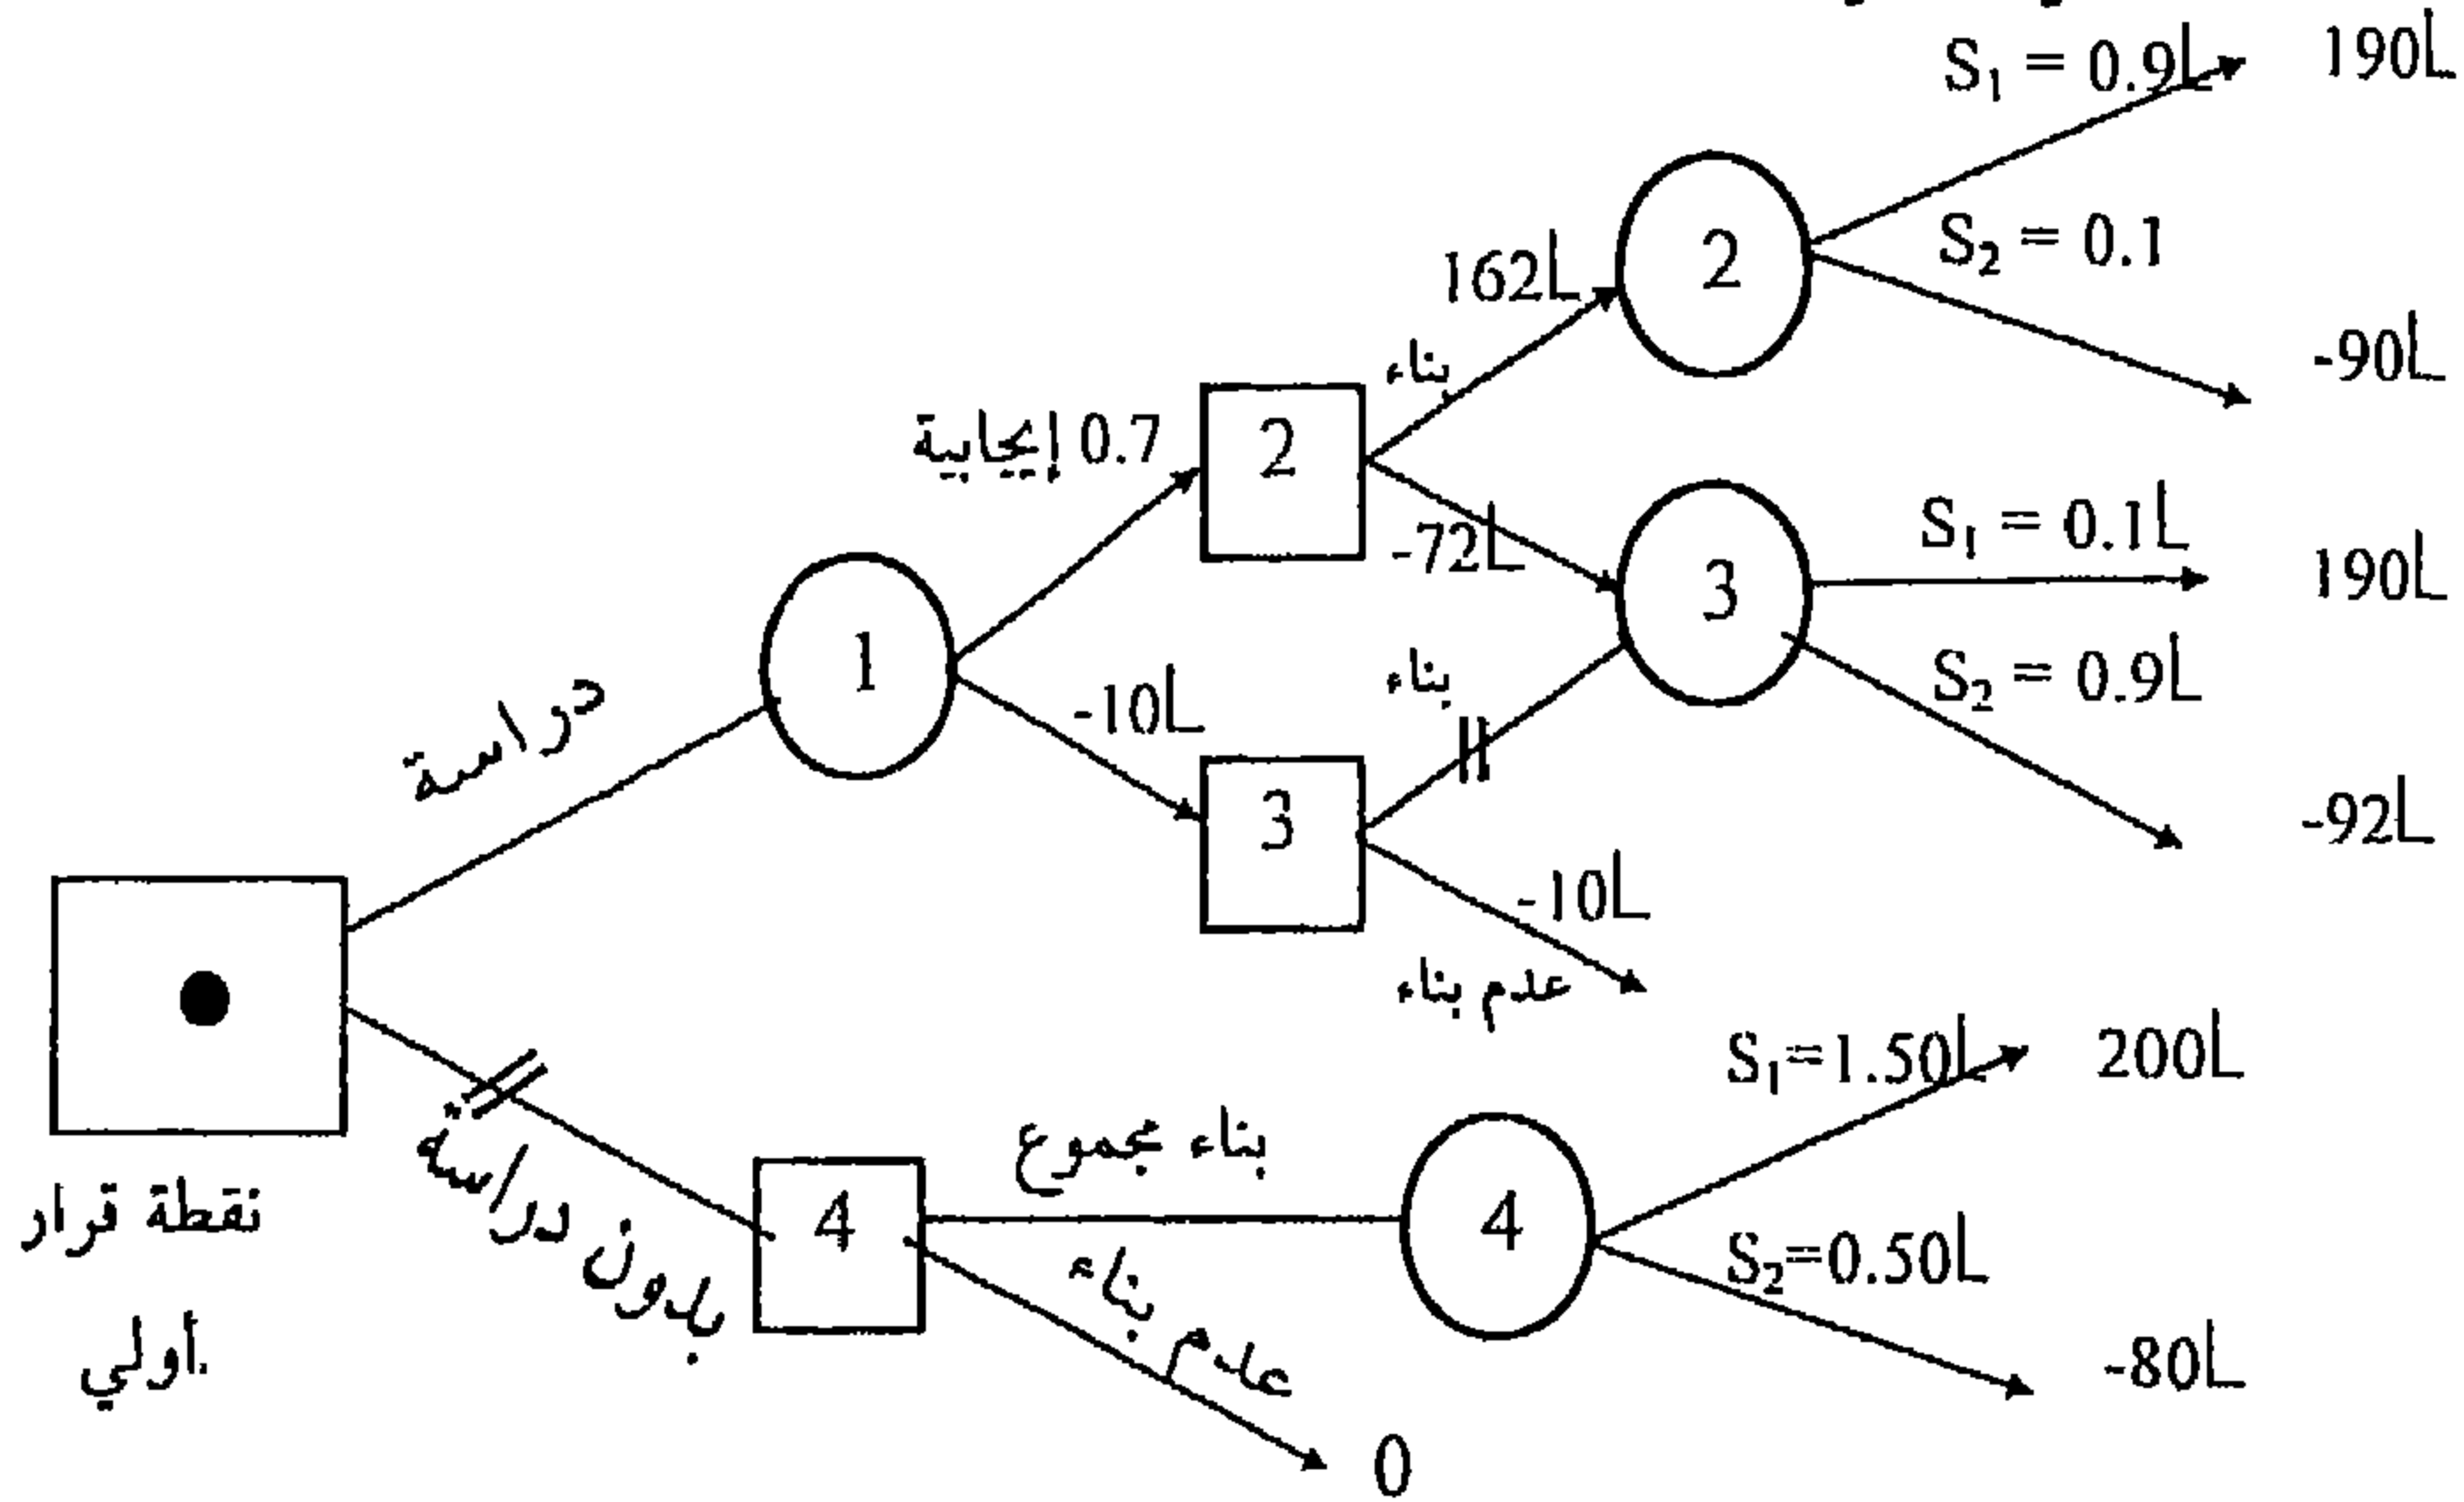 S₁ = 0.9L
190L
S₂ = 0.1
-90L
162L
بناء
2
إيجابية 0.7
2
-72L
3
S₁ = 0.1L
190L
S₂ = 0.9L
-92L
1
دراسة
-10L
بناء
3
-10L
عدم بناء
نقطة قرار
أولي
بدون دراسة
4
بناء مجموع
عدم بناء
0
4
S₁=1.50L
200L
S₂=0.50L
-80L